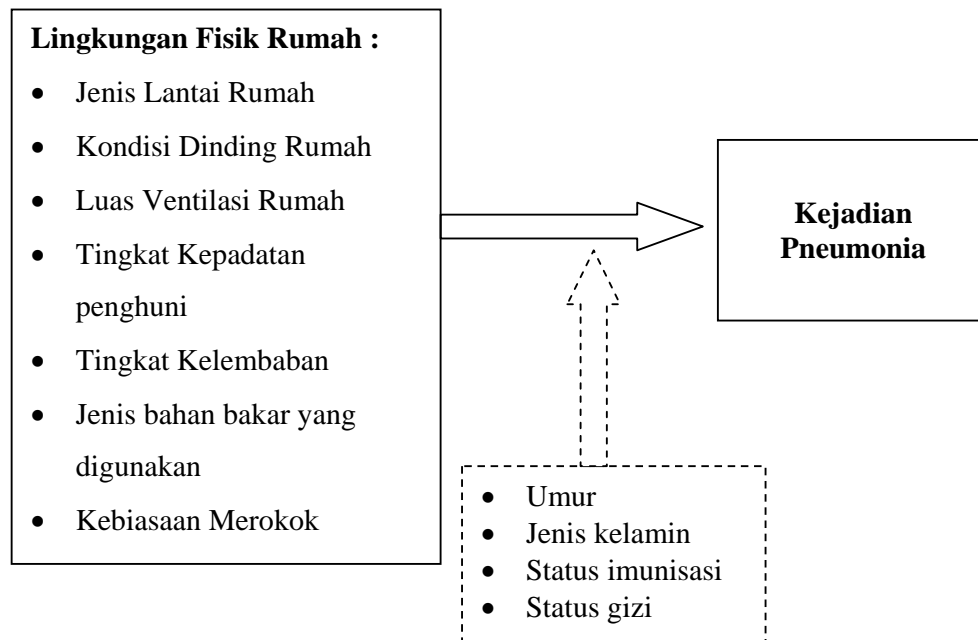 Lingkungan Fisik Rumah :
• Jenis Lantai Rumah
• Kondisi Dinding Rumah
• Luas Ventilasi Rumah
• Tingkat Kepadatan
penghuni
• Tingkat Kelembaban
• Jenis bahan bakar yang
digunakan
• Kebiasaan Merokok
Kejadian
Pneumonia
• Umur
• Jenis kelamin
• Status imunisasi
• Status gizi